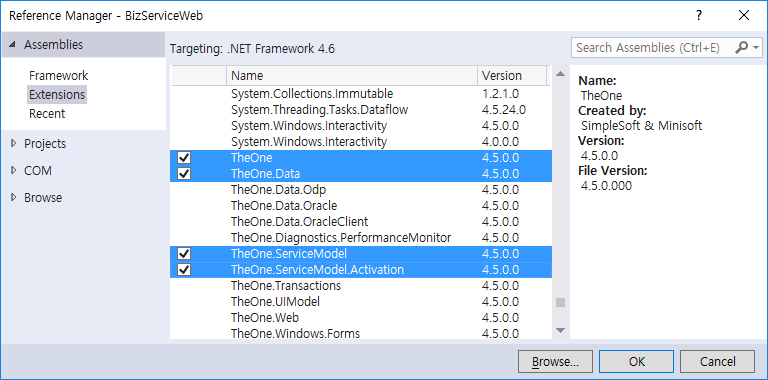 Reference Manager - BizServiceWeb
Assemblies
Framework
Extensions
Recent
Projects
COM
Browse
Targeting: .NET Framework 4.6
Name Version
System.Collections.Immutable 1.2.1.0
System.Threading.Tasks.Dataflow 4.5.24.0
System.Windows.Interactivity 4.5.0.0
System.Windows.Interactivity 4.0.0.0
TheOne 4.5.0.0
TheOne.Data 4.5.0.0
TheOne.Data.Odp 4.5.0.0
TheOne.Data.Oracle 4.5.0.0
TheOne.Data.OracleClient 4.5.0.0
TheOne.Diagnostics.PerformanceMonitor 4.5.0.0
TheOne.ServiceModel 4.5.0.0
TheOne.ServiceModel.Activation 4.5.0.0
TheOne.Transactions 4.5.0.0
TheOne.UIModel 4.5.0.0
TheOne.Web 4.5.0.0
TheOne.Windows.Forms 4.5.0.0
Search Assemblies (Ctrl+E)
Name:
TheOne
Created by:
SimpleSoft & Minisoft
Version:
4.5.0.0
File Version:
4.5.0.000
Browse...
OK
Cancel